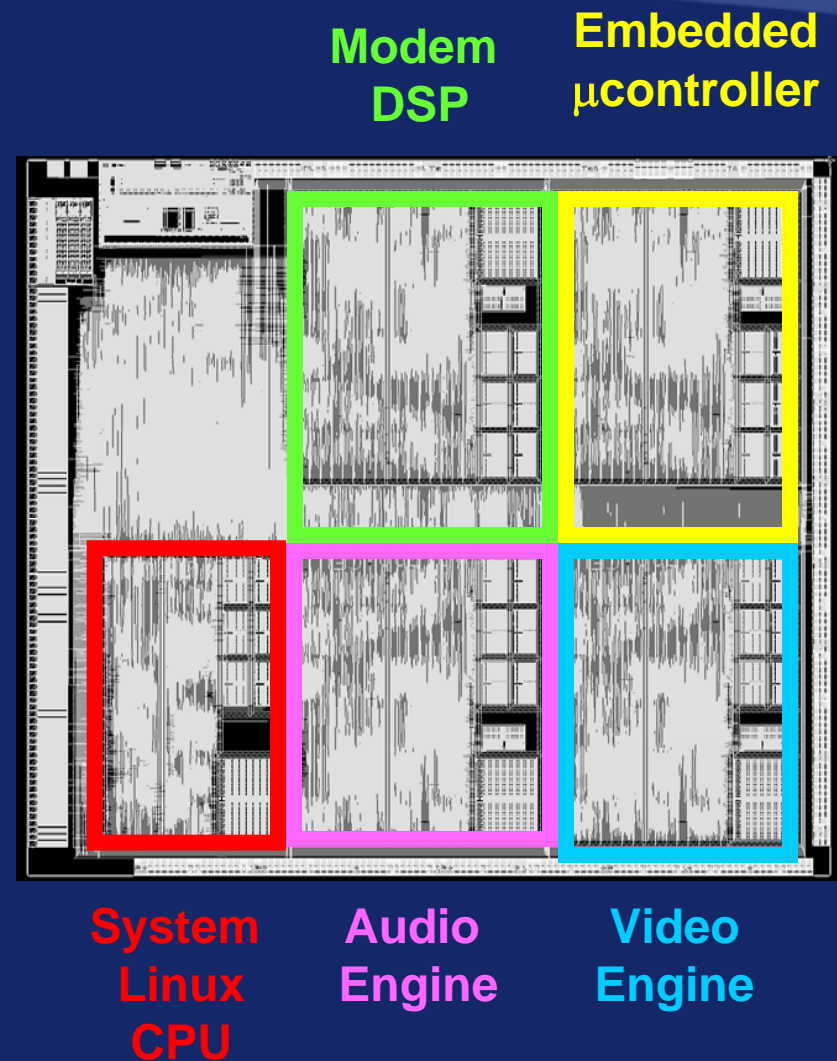 Modem
DSP
Embedded
μcontroller
System
Linux
CPU
Audio
Engine
Video
Engine